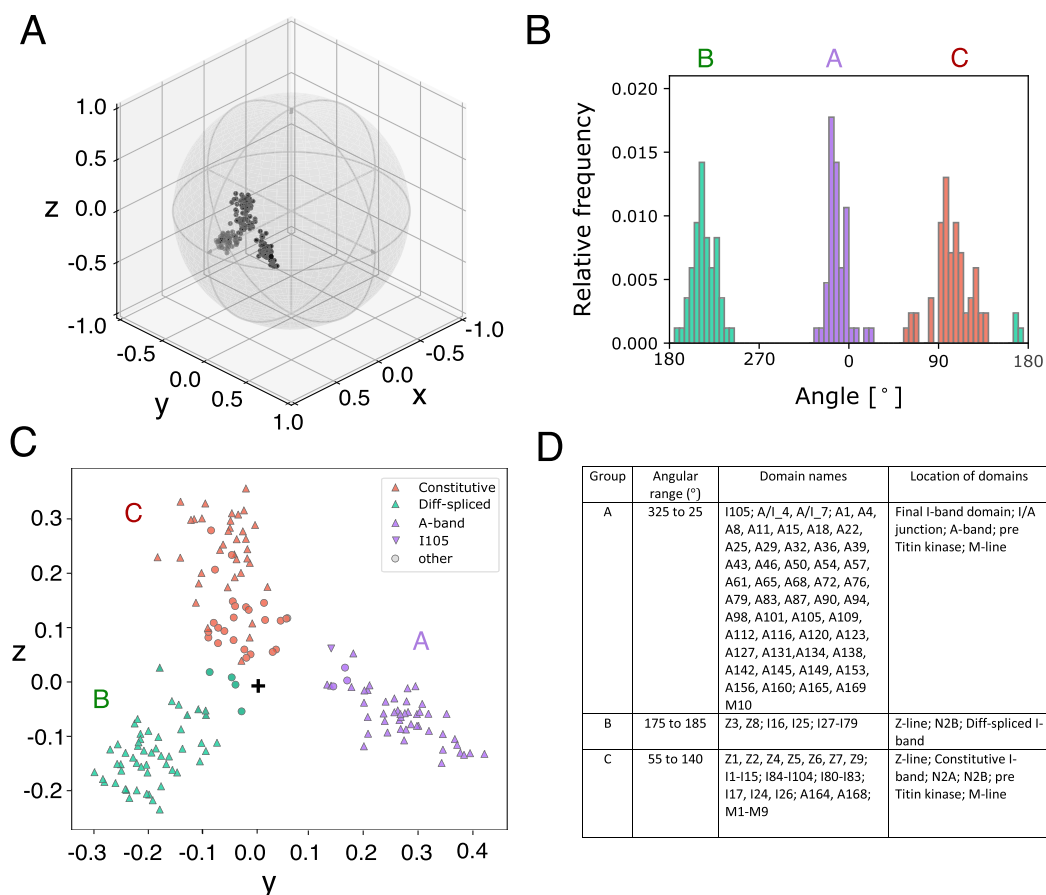 A
1.0
0.5
0.0
-0.5
-1.0
z
-0.5
0.0
0.5
1.0
y
-1.0
-0.5
0.0
0.5
x
B
B
A
C
0.020
0.015
0.010
0.005
0.000
Relative frequency
180
270
0
90
180
Angle [°]
C
C
A
B
Constitutive
Diff-spliced
A-band
I105
other
0.3
0.2
0.1
0.0
-0.1
-0.2
z
-0.3
-0.2
-0.1
0.0
0.1
0.2
0.3
0.4
y
D
Group
Angular
range (°)
Domain names
Location of domains
A
325 to 25
I105; A/I_4, A/I_7; A1, A4,
A8, A11, A15, A18, A22,
A25, A29, A32, A36, A39,
A43, A46, A50, A54, A57,
A61, A65, A68, A72, A76,
A79, A83, A87, A90, A94,
A98, A101, A105, A109,
A112, A116, A120, A123,
A127, A131,A134, A138,
A142, A145, A149, A153,
A156, A160; A165, A169
M10
Final I-band domain; I/A
junction; A-band; pre
Titin kinase; M-line
B
175 to 185
Z3, Z8; I16, I25; I27-I79
Z-line; N2B; Diff-spliced I-
band
C
55 to 140
Z1, Z2, Z4, Z5, Z6, Z7, Z9;
I1-I15; I84-I104; I80-I83;
I17, I24, I26; A164, A168;
M1-M9
Z-line; Constitutive I-
band; N2A; N2B; pre
Titin kinase; M-line